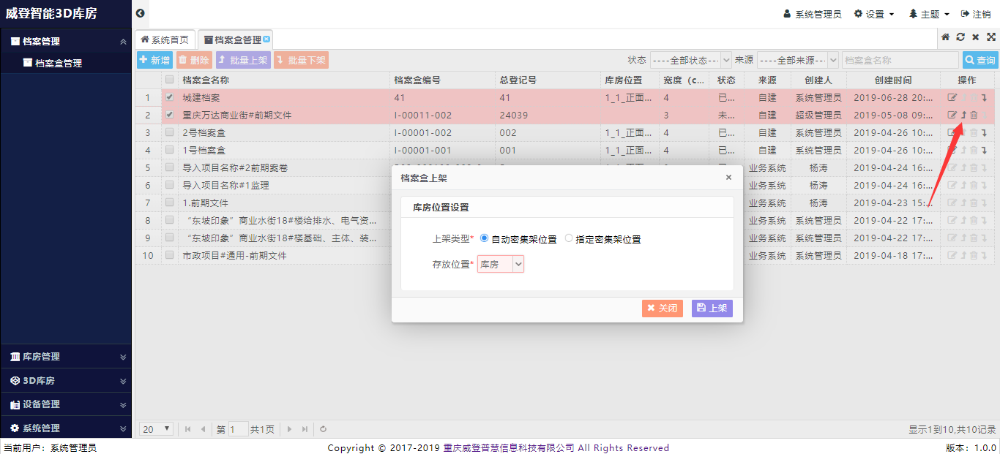 威登智能3D库房
系统管理员 设置 主题 注销
档案管理
档案盒管理
库房管理
3D库房
设备管理
系统管理
系统首页 档案盒管理
新增 删除 批量上架 批量下架 状态 ----全部状态--- 来源 ----全部来源--- 档案盒名称 查询
档案盒名称 档案盒编号 总登记号 库房位置 宽度（c... 状态 来源 创建人 创建时间 操作
1 域建档案 41 41 1_1_正面... 4 已... 自建 系统管理员 2019-06-28 20:...
2 重庆万达商业街#前期文件 I-00011-002 24039 3 未... 自建 超级管理员 2019-05-08 09:...
3 2号档案盒 I-00001-002 002 1_1_正面... 4 已... 自建 系统管理员 2019-04-26 10:...
4 1号档案盒 I-00001-001 001 1_1_正面... 4 已... 自建 系统管理员 2019-04-26 10:...
5 导入项目名称#2前期案卷 业务系统 杨涛 2019-04-24 16:...
6 导入项目名称#1监理 业务系统 杨涛 2019-04-24 16:...
7 1.前期文件 业务系统 杨涛 2019-04-23 15:...
8 “东坡印象”商业水街18#楼给排水、电气资... 业务系统 系统管理员 2019-04-22 17:...
9 “东坡印象”商业水街18#楼基础、主体、装... 业务系统 系统管理员 2019-04-22 17:...
10 市政项目#通用-前期文件 业务系统 系统管理员 2019-04-18 17:...
档案盒上架 ×
库房位置设置
上架类型* 自动密集架位置 指定密集架位置
存放位置* 库房
关闭 上架
20 第 1 共1页 显示1到10,共10记录
当前用户：系统管理员 Copyright © 2017-2019 重庆威登普慧信息科技有限公司 All Rights Reserved 版本：1.0.0